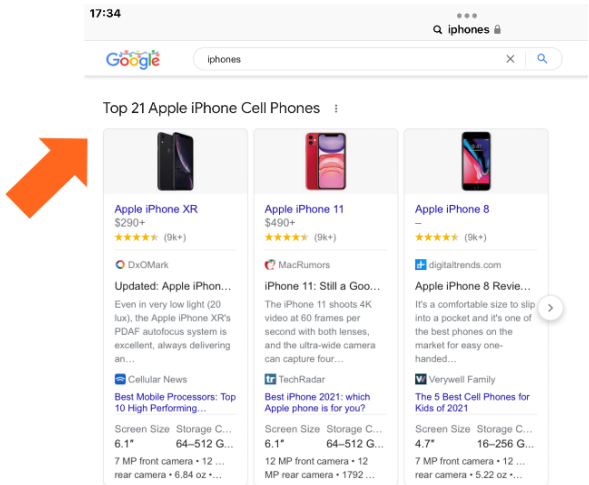 17:34
iphones
Google
iphones
Top 21 Apple iPhone Cell Phones
Apple iPhone XR
$290+
(9k+)
DxOMark
Updated: Apple iPhon...
Even in very low light (20
lux), the Apple iPhone XR's
PDAF autofocus system is
excellent, always delivering
an...
Cellular News
Best Mobile Processors: Top
10 High Performing...
Screen Size Storage C...
6.1″ 64–512 G...
7 MP front camera • 12 ...
rear camera • 6.84 oz •...
Apple iPhone 11
$490+
(9k+)
MacRumors
iPhone 11: Still a Goo...
The iPhone 11 shoots 4K
video at 60 frames per
second with both lenses,
and the ultra-wide camera
can capture four...
tr TechRadar
Best iPhone 2021: which
Apple phone is for you?
Screen Size Storage C...
6.1″ 64–512 G...
12 MP front camera • 12
MP rear camera • 1792 ...
Apple iPhone 8
–
(9k+)
digitaltrends.com
Apple iPhone 8 Revie...
It's a comfortable size to slip
into a pocket and it's one of
the best phones on the
market for easy one-
handed...
Verywell Family
The 5 Best Cell Phones for
Kids of 2021
Screen Size Storage C...
4.7″ 16–256 G...
7 MP front camera • 12 ...
rear camera • 5.22 oz •...